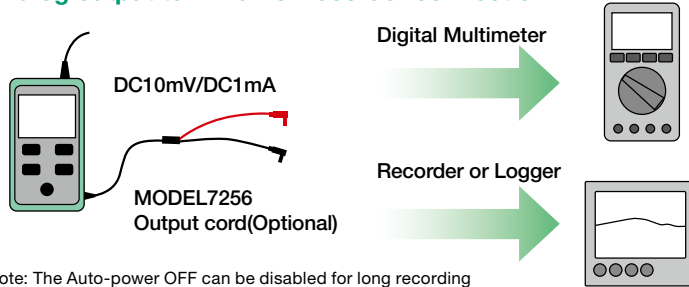 Digital Multimeter
DC10mV/DC1mA
Recorder or Logger
MODEL7256
Output cord(Optional)
ote: The Auto-power OFF can be disabled for long recording